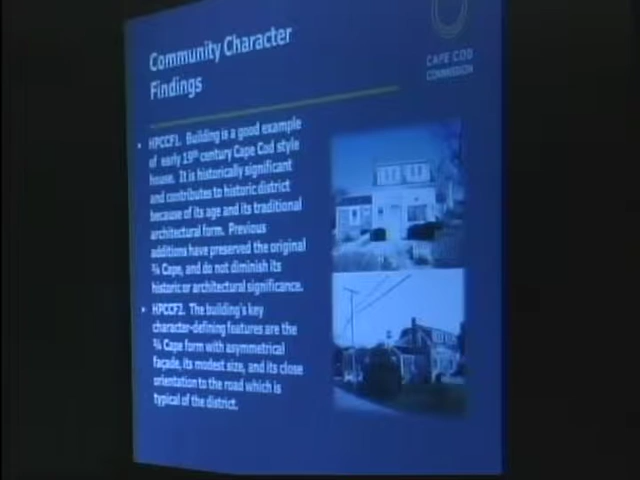 Community Character
Findings
CAPE COD
COMMISSION
• HPCCF1. Building is a good example
of early 19th century Cape Cod style
house. It is historically significant
and contributes to historic district
because of its age and its traditional
architectural form. Previous
additions have preserved the original
¾ Cape, and do not diminish its
historic or architectural significance.
• HPCCF2. The building's key
character-defining features are the
¾ Cape form with asymmetrical
façade, its modest size, and its close
orientation to the road which is
typical of the district.